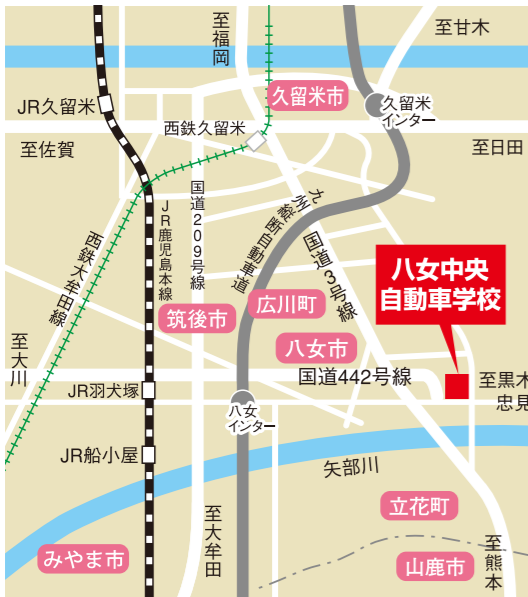 至福岡
至甘木
久留米市
JR久留米
久留米
インター
西鉄久留米
至佐賀
至日田
国道209号線
JR鹿児島本線
九州縦断自動車道
国道3号線
西鉄大牟田線
八女中央
自動車学校
広川町
筑後市
八女市
至大川
国道442号線
至黒木
忠見
JR羽犬塚
八女
インター
JR船小屋
矢部川
立花町
至大牟田
至熊本
みやま市
山鹿市